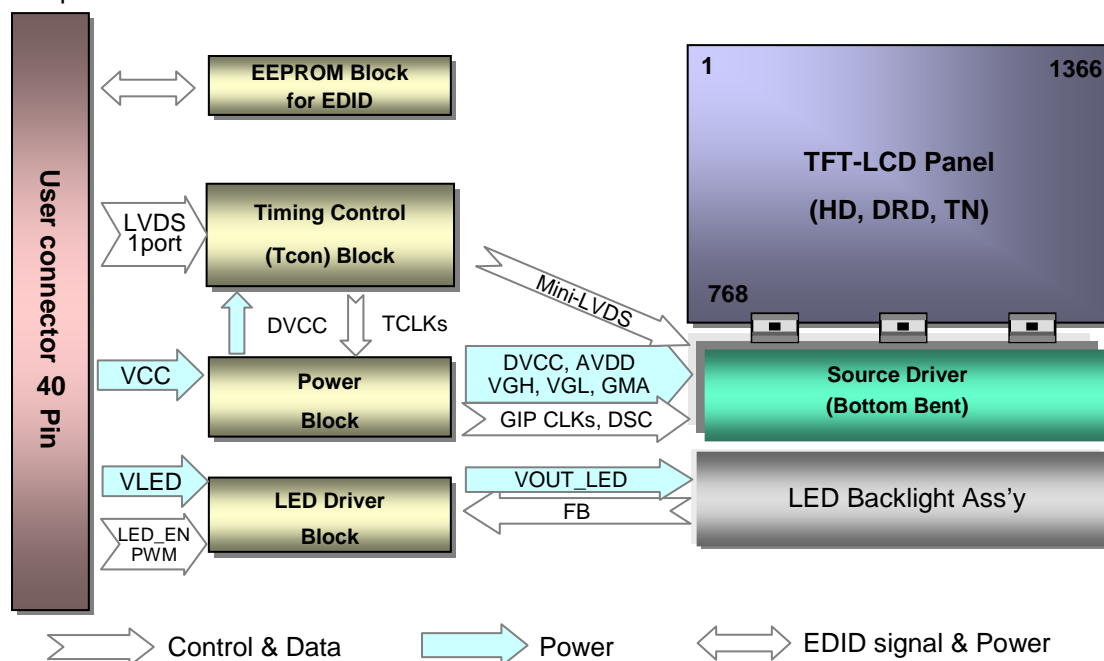 User connector 40 Pin
EEPROM Block
for EDID
LVDS
1port
Timing Control
(Tcon) Block
DVCC
TCLKs
VCC
Power
Block
VLED
LED_EN
PWM
LED Driver
Block
Mini-LVDS
DVCC, AVDD
VGH, VGL, GMA
GIP CLKs, DSC
VOUT_LED
FB
1
1366
TFT-LCD Panel
(HD, DRD, TN)
768
Source Driver
(Bottom Bent)
LED Backlight Ass'y
Control & Data
Power
EDID signal & Power